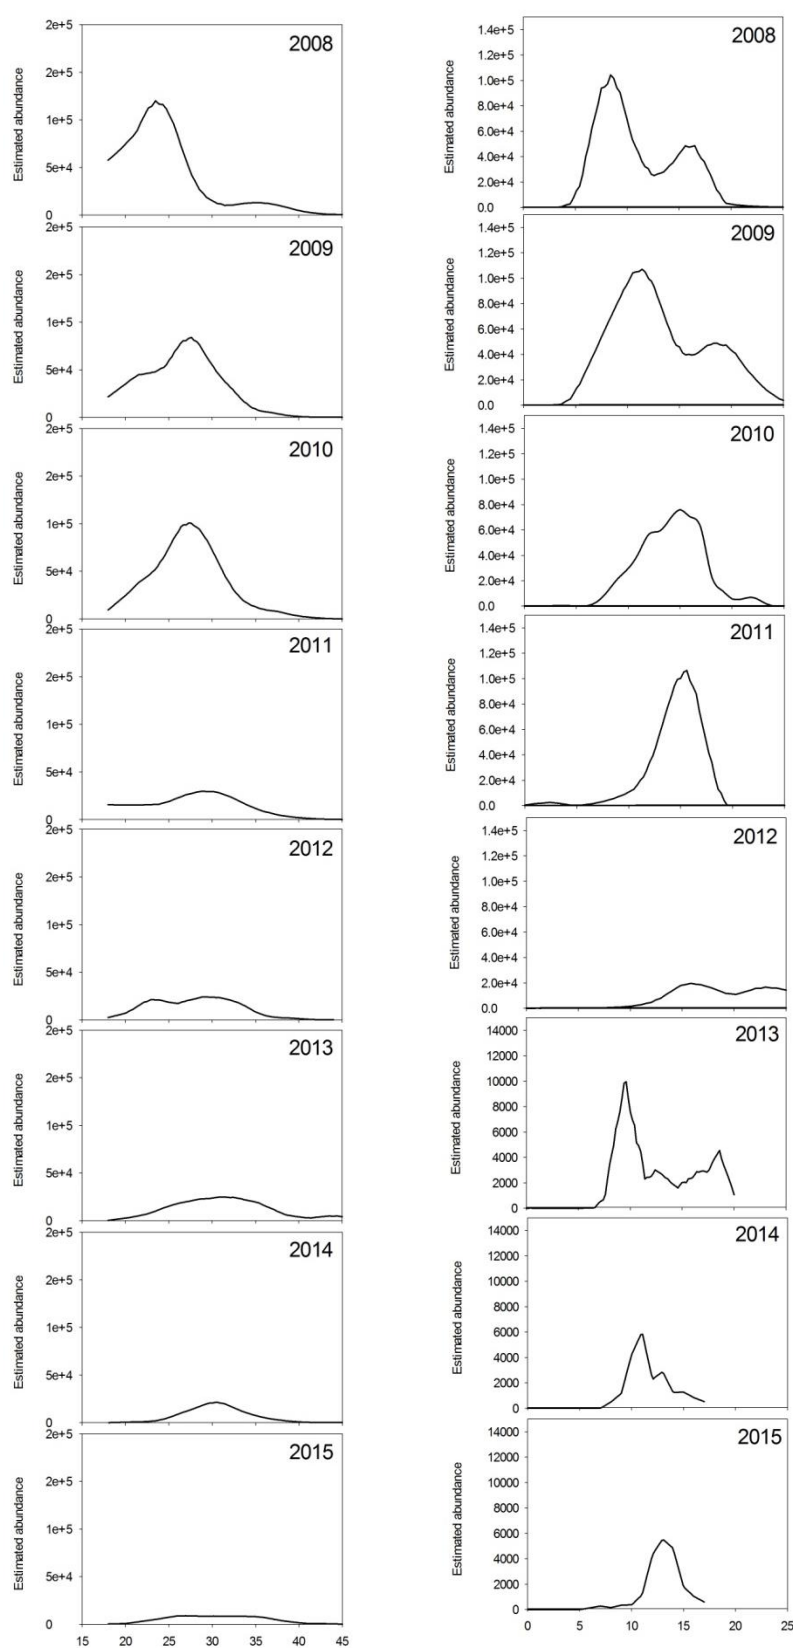 2008
Estimated abundance
2e+5
2e+5
1e+5
5e+4
0
2009
Estimated abundance
2e+5
2e+5
1e+5
5e+4
0
2010
Estimated abundance
2e+5
2e+5
1e+5
5e+4
0
2011
Estimated abundance
2e+5
2e+5
1e+5
5e+4
0
2012
Estimated abundance
2e+5
2e+5
1e+5
5e+4
0
2013
Estimated abundance
2e+5
2e+5
1e+5
5e+4
0
2014
Estimated abundance
2e+5
2e+5
1e+5
5e+4
0
2015
Estimated abundance
2e+5
2e+5
1e+5
5e+4
0
15 20 25 30 35 40 45
2008
Estimated abundance
1.4e+5
1.2e+5
1.0e+5
8.0e+4
6.0e+4
4.0e+4
2.0e+4
0.0
2009
Estimated abundance
1.4e+5
1.2e+5
1.0e+5
8.0e+4
6.0e+4
4.0e+4
2.0e+4
0.0
2010
Estimated abundance
1.4e+5
1.2e+5
1.0e+5
8.0e+4
6.0e+4
4.0e+4
2.0e+4
0.0
2011
Estimated abundance
1.4e+5
1.2e+5
1.0e+5
8.0e+4
6.0e+4
4.0e+4
2.0e+4
0.0
2012
Estimated abundance
1.4e+5
1.2e+5
1.0e+5
8.0e+4
6.0e+4
4.0e+4
2.0e+4
0.0
2013
Estimated abundance
14000
12000
10000
8000
6000
4000
2000
0
2014
Estimated abundance
14000
12000
10000
8000
6000
4000
2000
0
2015
Estimated abundance
14000
12000
10000
8000
6000
4000
2000
0
0 5 10 15 20 25